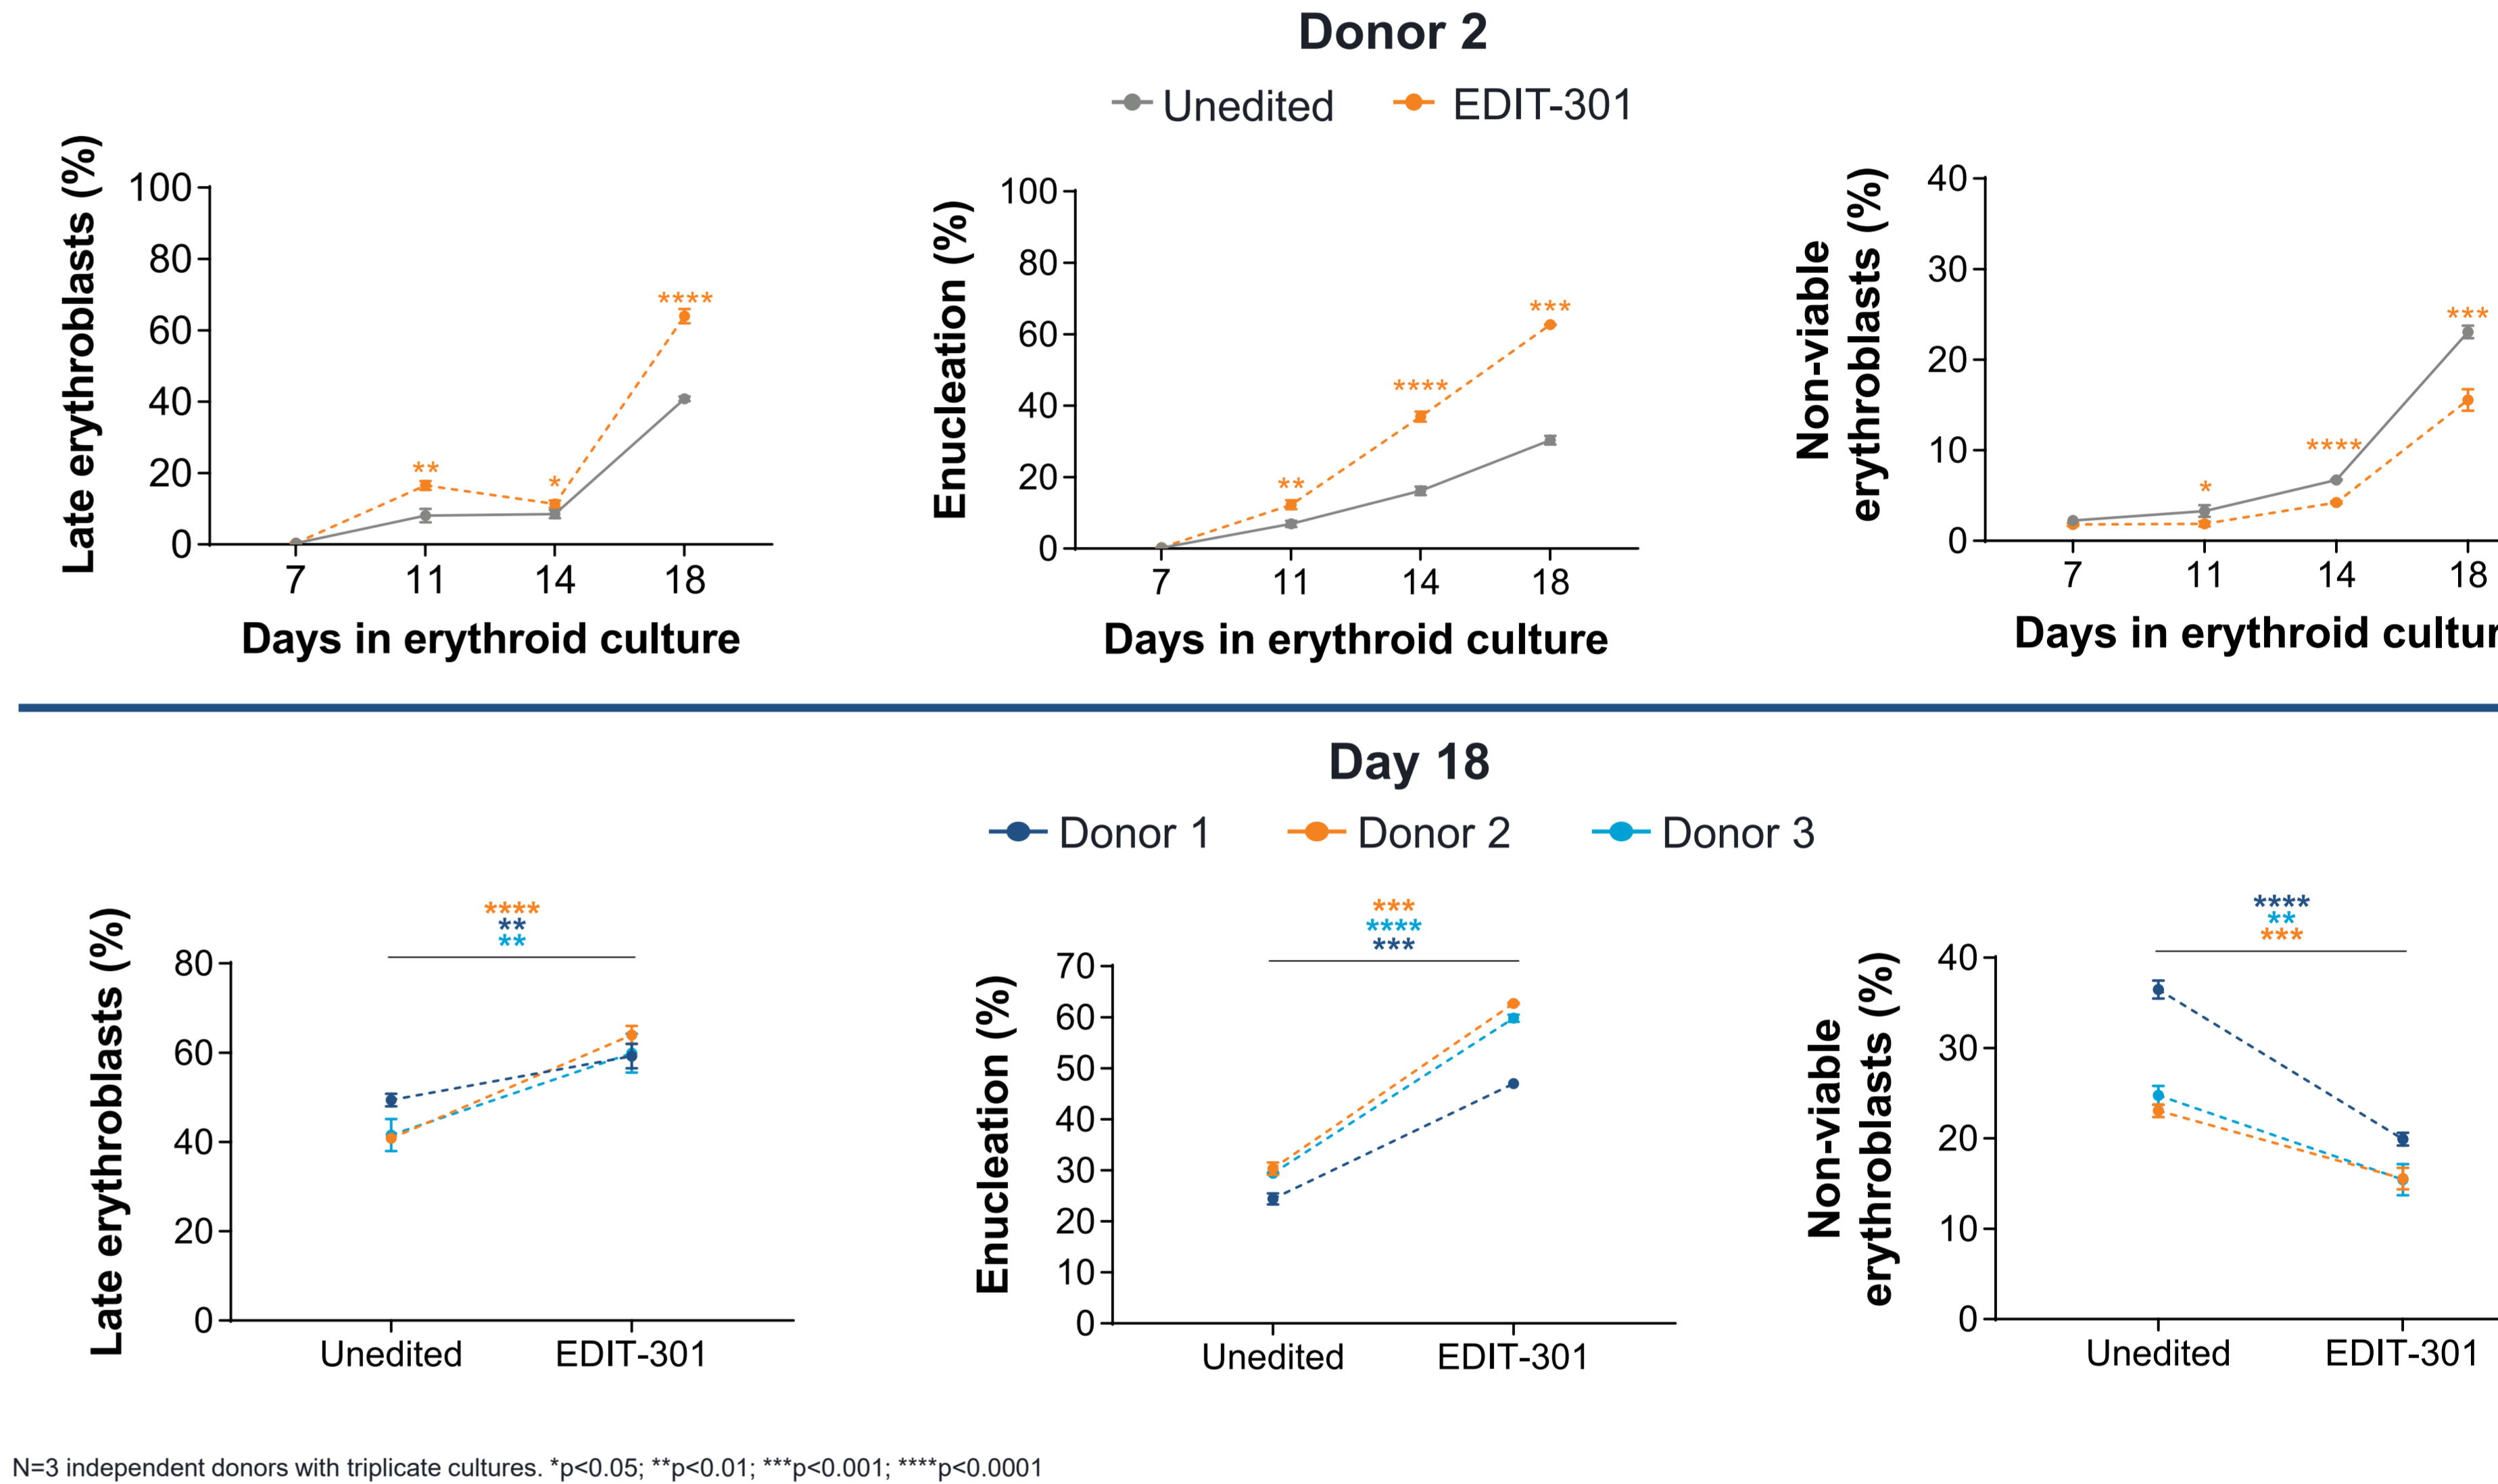 Donor 2
Unedited EDIT-301
Late erythroblasts (%)
100
80
60
40
20
0
**
*
****
7 11 14 18
Days in erythroid culture
Enucleation (%)
100
80
60
40
20
0
**
****
***
7 11 14 18
Days in erythroid culture
Non-viable
erythroblasts (%)
40
30
20
10
0
*
****
***
7 11 14 18
Days in erythroid cultur
Day 18
Donor 1 Donor 2 Donor 3
Late erythroblasts (%)
80
60
40
20
0
****
**
**
Unedited EDIT-301
Enucleation (%)
70
60
50
40
30
20
10
0
***
****
***
Unedited EDIT-301
Non-viable
erythroblasts (%)
40
30
20
10
0
****
**
***
Unedited EDIT-301
N=3 independent donors with triplicate cultures. *p<0.05; **p<0.01; ***p<0.001; ****p<0.0001